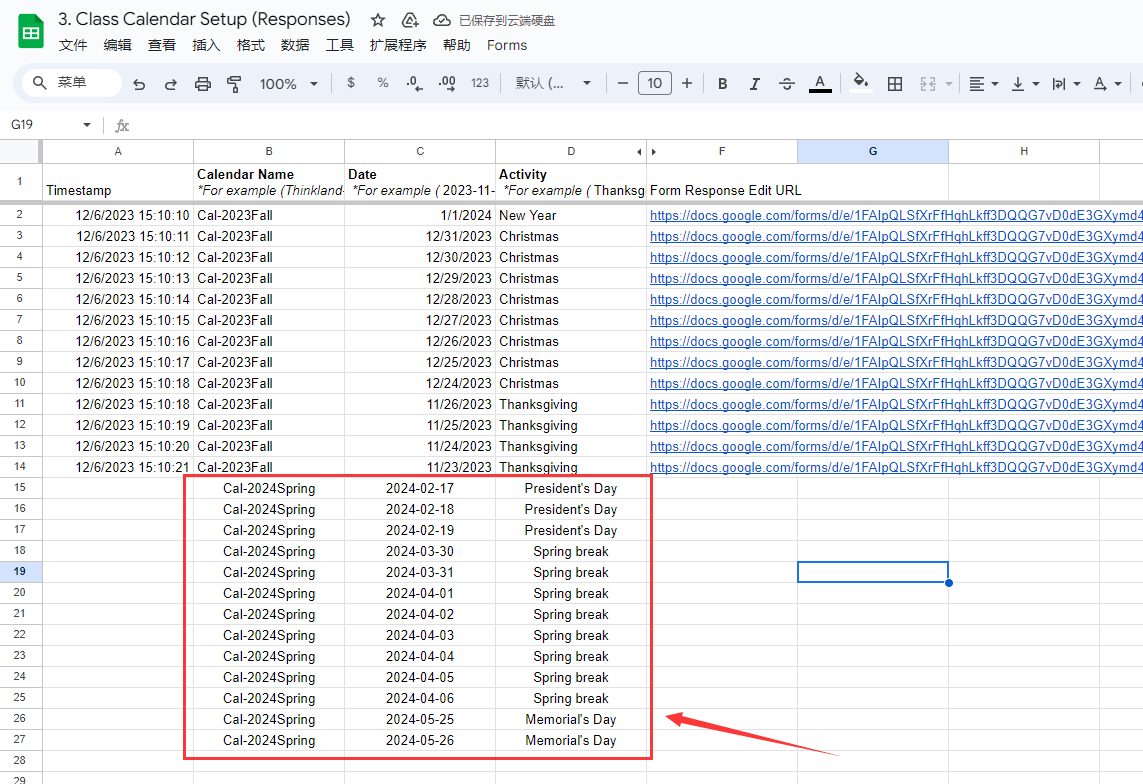 3. Class Calendar Setup (Responses) 已保存到云端硬盘
文件 编辑 查看 插入 格式 数据 工具 扩展程序 帮助 Forms
菜单 100% $ % .0 .00 123 默认 (... 10 B I A
G19 fx
A B C D F G H
1 Timestamp Calendar Name *For example (Thinkland- Date *For example ( 2023-11- Activity *For example ( Thanksg Form Response Edit URL
2 12/6/2023 15:10:10 Cal-2023Fall 1/1/2024 New Year https://docs.google.com/forms/d/e/1FAIpQLSfXrFfHqhLkff3DQQG7vD0dE3GXymd4
3 12/6/2023 15:10:11 Cal-2023Fall 12/31/2023 Christmas https://docs.google.com/forms/d/e/1FAIpQLSfXrFfHqhLkff3DQQG7vD0dE3GXymd4
4 12/6/2023 15:10:12 Cal-2023Fall 12/30/2023 Christmas https://docs.google.com/forms/d/e/1FAIpQLSfXrFfHqhLkff3DQQG7vD0dE3GXymd4
5 12/6/2023 15:10:13 Cal-2023Fall 12/29/2023 Christmas https://docs.google.com/forms/d/e/1FAIpQLSfXrFfHqhLkff3DQQG7vD0dE3GXymd4
6 12/6/2023 15:10:14 Cal-2023Fall 12/28/2023 Christmas https://docs.google.com/forms/d/e/1FAIpQLSfXrFfHqhLkff3DQQG7vD0dE3GXymd4
7 12/6/2023 15:10:15 Cal-2023Fall 12/27/2023 Christmas https://docs.google.com/forms/d/e/1FAIpQLSfXrFfHqhLkff3DQQG7vD0dE3GXymd4
8 12/6/2023 15:10:16 Cal-2023Fall 12/26/2023 Christmas https://docs.google.com/forms/d/e/1FAIpQLSfXrFfHqhLkff3DQQG7vD0dE3GXymd4
9 12/6/2023 15:10:17 Cal-2023Fall 12/25/2023 Christmas https://docs.google.com/forms/d/e/1FAIpQLSfXrFfHqhLkff3DQQG7vD0dE3GXymd4
10 12/6/2023 15:10:18 Cal-2023Fall 12/24/2023 Christmas https://docs.google.com/forms/d/e/1FAIpQLSfXrFfHqhLkff3DQQG7vD0dE3GXymd4
11 12/6/2023 15:10:18 Cal-2023Fall 11/26/2023 Thanksgiving https://docs.google.com/forms/d/e/1FAIpQLSfXrFfHqhLkff3DQQG7vD0dE3GXymd4
12 12/6/2023 15:10:19 Cal-2023Fall 11/25/2023 Thanksgiving https://docs.google.com/forms/d/e/1FAIpQLSfXrFfHqhLkff3DQQG7vD0dE3GXymd4
13 12/6/2023 15:10:20 Cal-2023Fall 11/24/2023 Thanksgiving https://docs.google.com/forms/d/e/1FAIpQLSfXrFfHqhLkff3DQQG7vD0dE3GXymd4
14 12/6/2023 15:10:21 Cal-2023Fall 11/23/2023 Thanksgiving https://docs.google.com/forms/d/e/1FAIpQLSfXrFfHqhLkff3DQQG7vD0dE3GXymd4
15 Cal-2024Spring 2024-02-17 President's Day
16 Cal-2024Spring 2024-02-18 President's Day
17 Cal-2024Spring 2024-02-19 President's Day
18 Cal-2024Spring 2024-03-30 Spring break
19 Cal-2024Spring 2024-03-31 Spring break
20 Cal-2024Spring 2024-04-01 Spring break
21 Cal-2024Spring 2024-04-02 Spring break
22 Cal-2024Spring 2024-04-03 Spring break
23 Cal-2024Spring 2024-04-04 Spring break
24 Cal-2024Spring 2024-04-05 Spring break
25 Cal-2024Spring 2024-04-06 Spring break
26 Cal-2024Spring 2024-05-25 Memorial's Day
27 Cal-2024Spring 2024-05-26 Memorial's Day
28
29